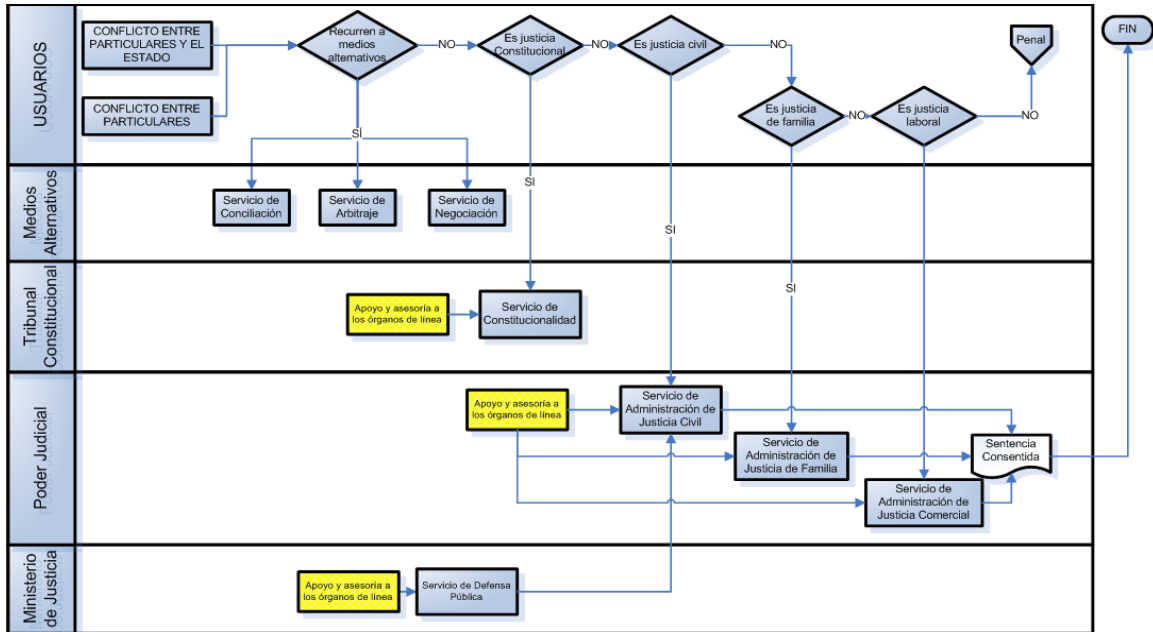 USUARIOS
CONFLICTO ENTRE
PARTICULARES Y EL
ESTADO
CONFLICTO ENTRE
PARTICULARES
Recurren a
medios
alternativos
NO
Es justicia
Constitucional
NO
Es justicia civil
NO
Penal
FIN
Es justicia
de familia
NO
Es justicia
laboral
NO
SÍ
SI
SI
SI
Medios
Alternativos
Servicio de
Conciliación
Servicio de
Arbitraje
Servicio de
Negociación
Tribunal
Constitucional
Apoyo y asesoría a
los órganos de línea
Servicio de
Constitucionalidad
Poder Judicial
Apoyo y asesoría a
los órganos de línea
Servicio de
Administración de
Justicia Civil
Servicio de
Administración de
Justicia de Familia
Servicio de
Administración de
Justicia Comercial
Sentencia
Consentida
Ministerio
de Justicia
Apoyo y asesoría a
los órganos de línea
Servicio de Defensa
Pública